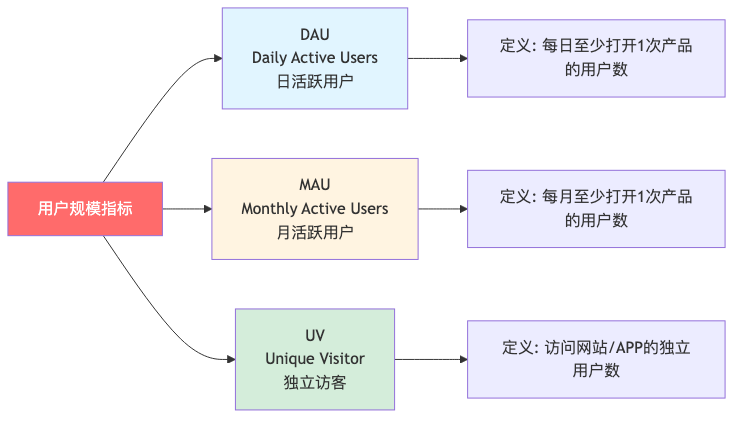 用户规模指标
DAU
Daily Active Users
日活跃用户
定义: 每日至少打开1次产品
的用户数
MAU
Monthly Active Users
月活跃用户
定义: 每月至少打开1次产品
的用户数
UV
Unique Visitor
独立访客
定义: 访问网站/APP的独立
用户数